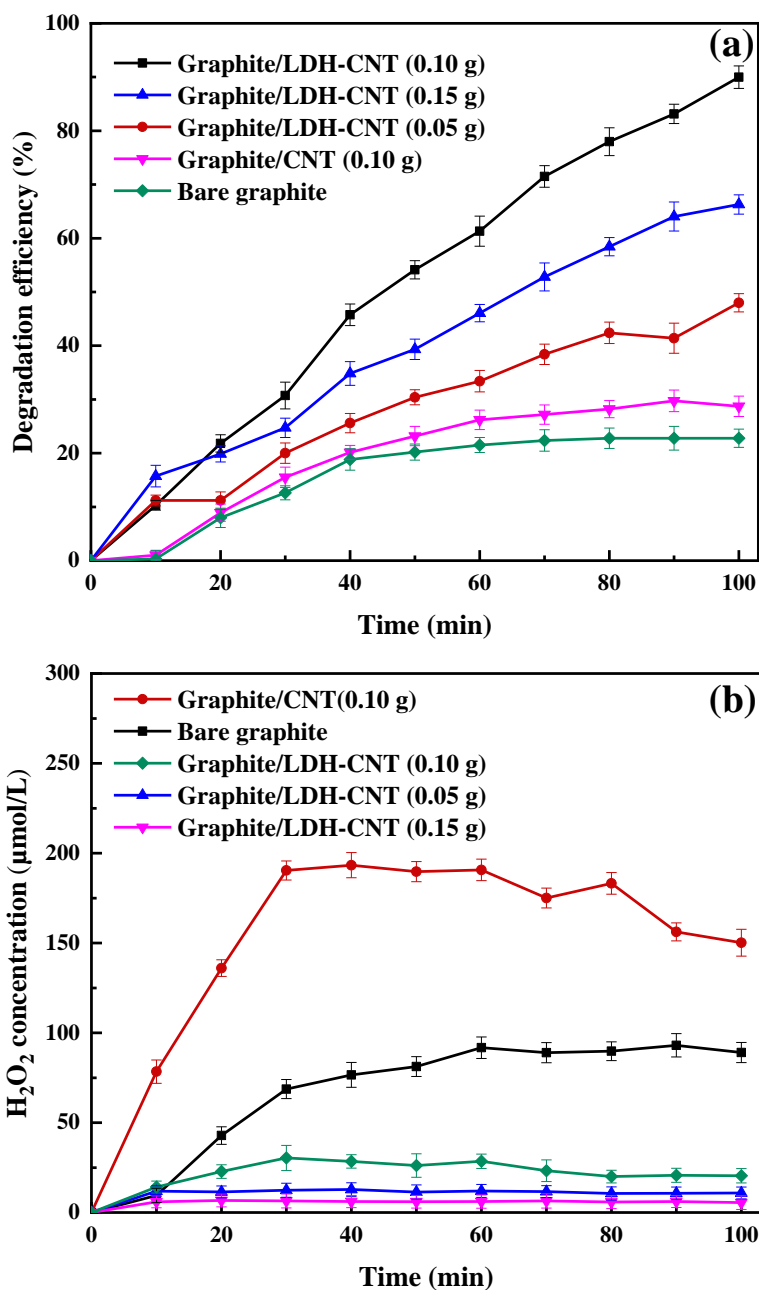 (a)
Graphite/LDH-CNT (0.10 g)
Graphite/LDH-CNT (0.15 g)
Graphite/LDH-CNT (0.05 g)
Graphite/CNT (0.10 g)
Bare graphite
Degradation efficiency (%)
100
80
60
40
20
0
0 20 40 60 80 100
Time (min)
(b)
Graphite/CNT(0.10 g)
Bare graphite
Graphite/LDH-CNT (0.10 g)
Graphite/LDH-CNT (0.05 g)
Graphite/LDH-CNT (0.15 g)
H₂O₂ concentration (μmol/L)
300
250
200
150
100
50
0
0 20 40 60 80 100
Time (min)